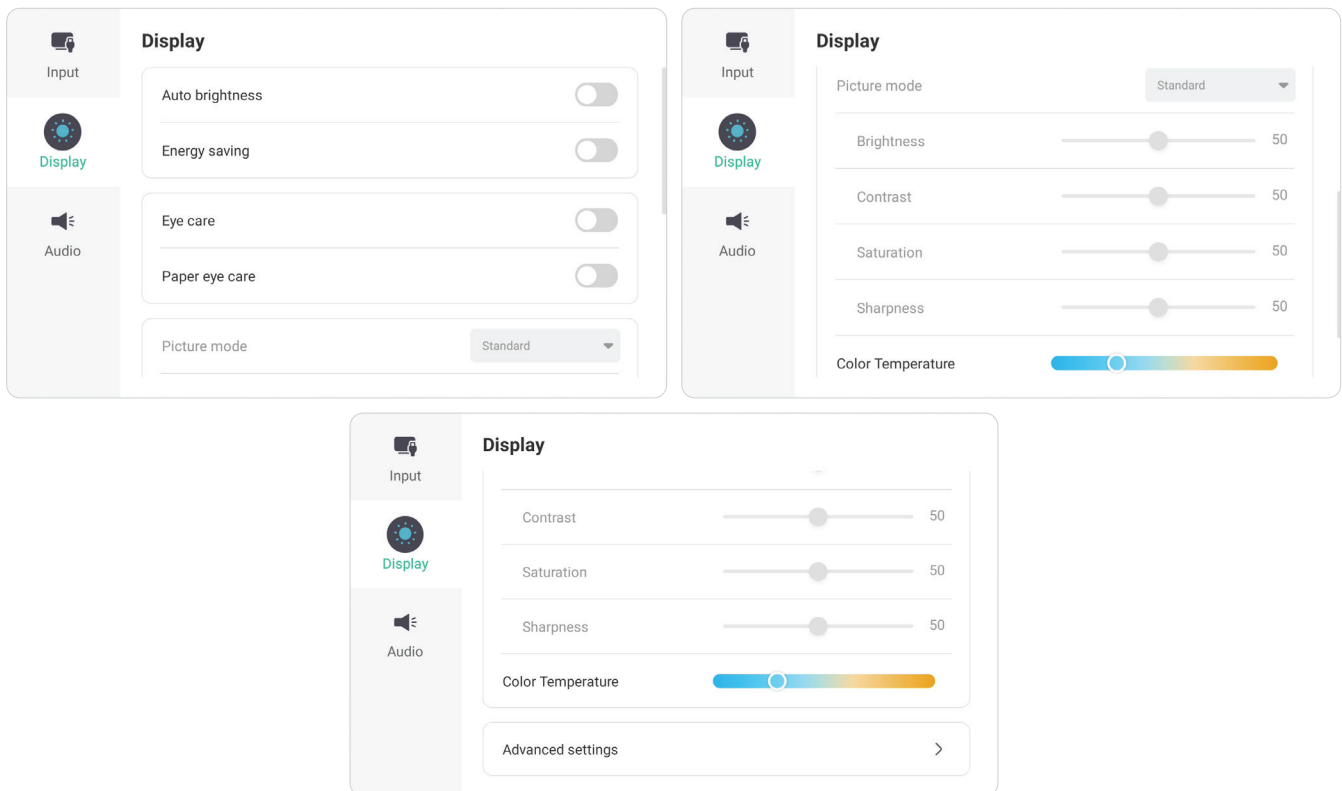 Input
Display
Audio
Display
Auto brightness
Energy saving
Eye care
Paper eye care
Picture mode Standard
Input
Display
Audio
Display
Picture mode Standard
Brightness 50
Contrast 50
Saturation 50
Sharpness 50
Color Temperature
Input
Display
Audio
Display
Contrast 50
Saturation 50
Sharpness 50
Color Temperature
Advanced settings